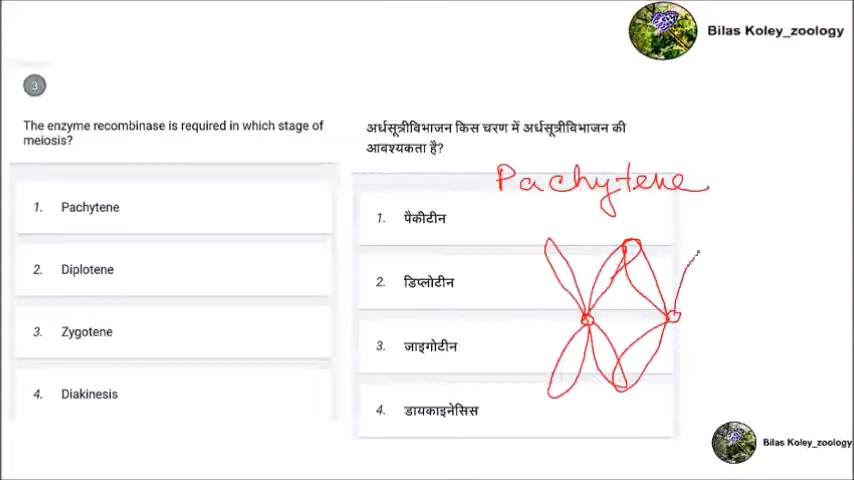 Bilas Koley_zoology
3
The enzyme recombinase is required in which stage of
meiosis?
1. Pachytene
2. Diplotene
3. Zygotene
4. Diakinesis
अर्धसूत्रीविभाजन किस चरण में अर्धसूत्रीविभाजन की
आवश्यकता है?
Pachytene
1. पैकीटीन
2. डिप्लोटीन
3. जाइगोटीन
4. डायकाइनेसिस
Bilas Koley_zoology